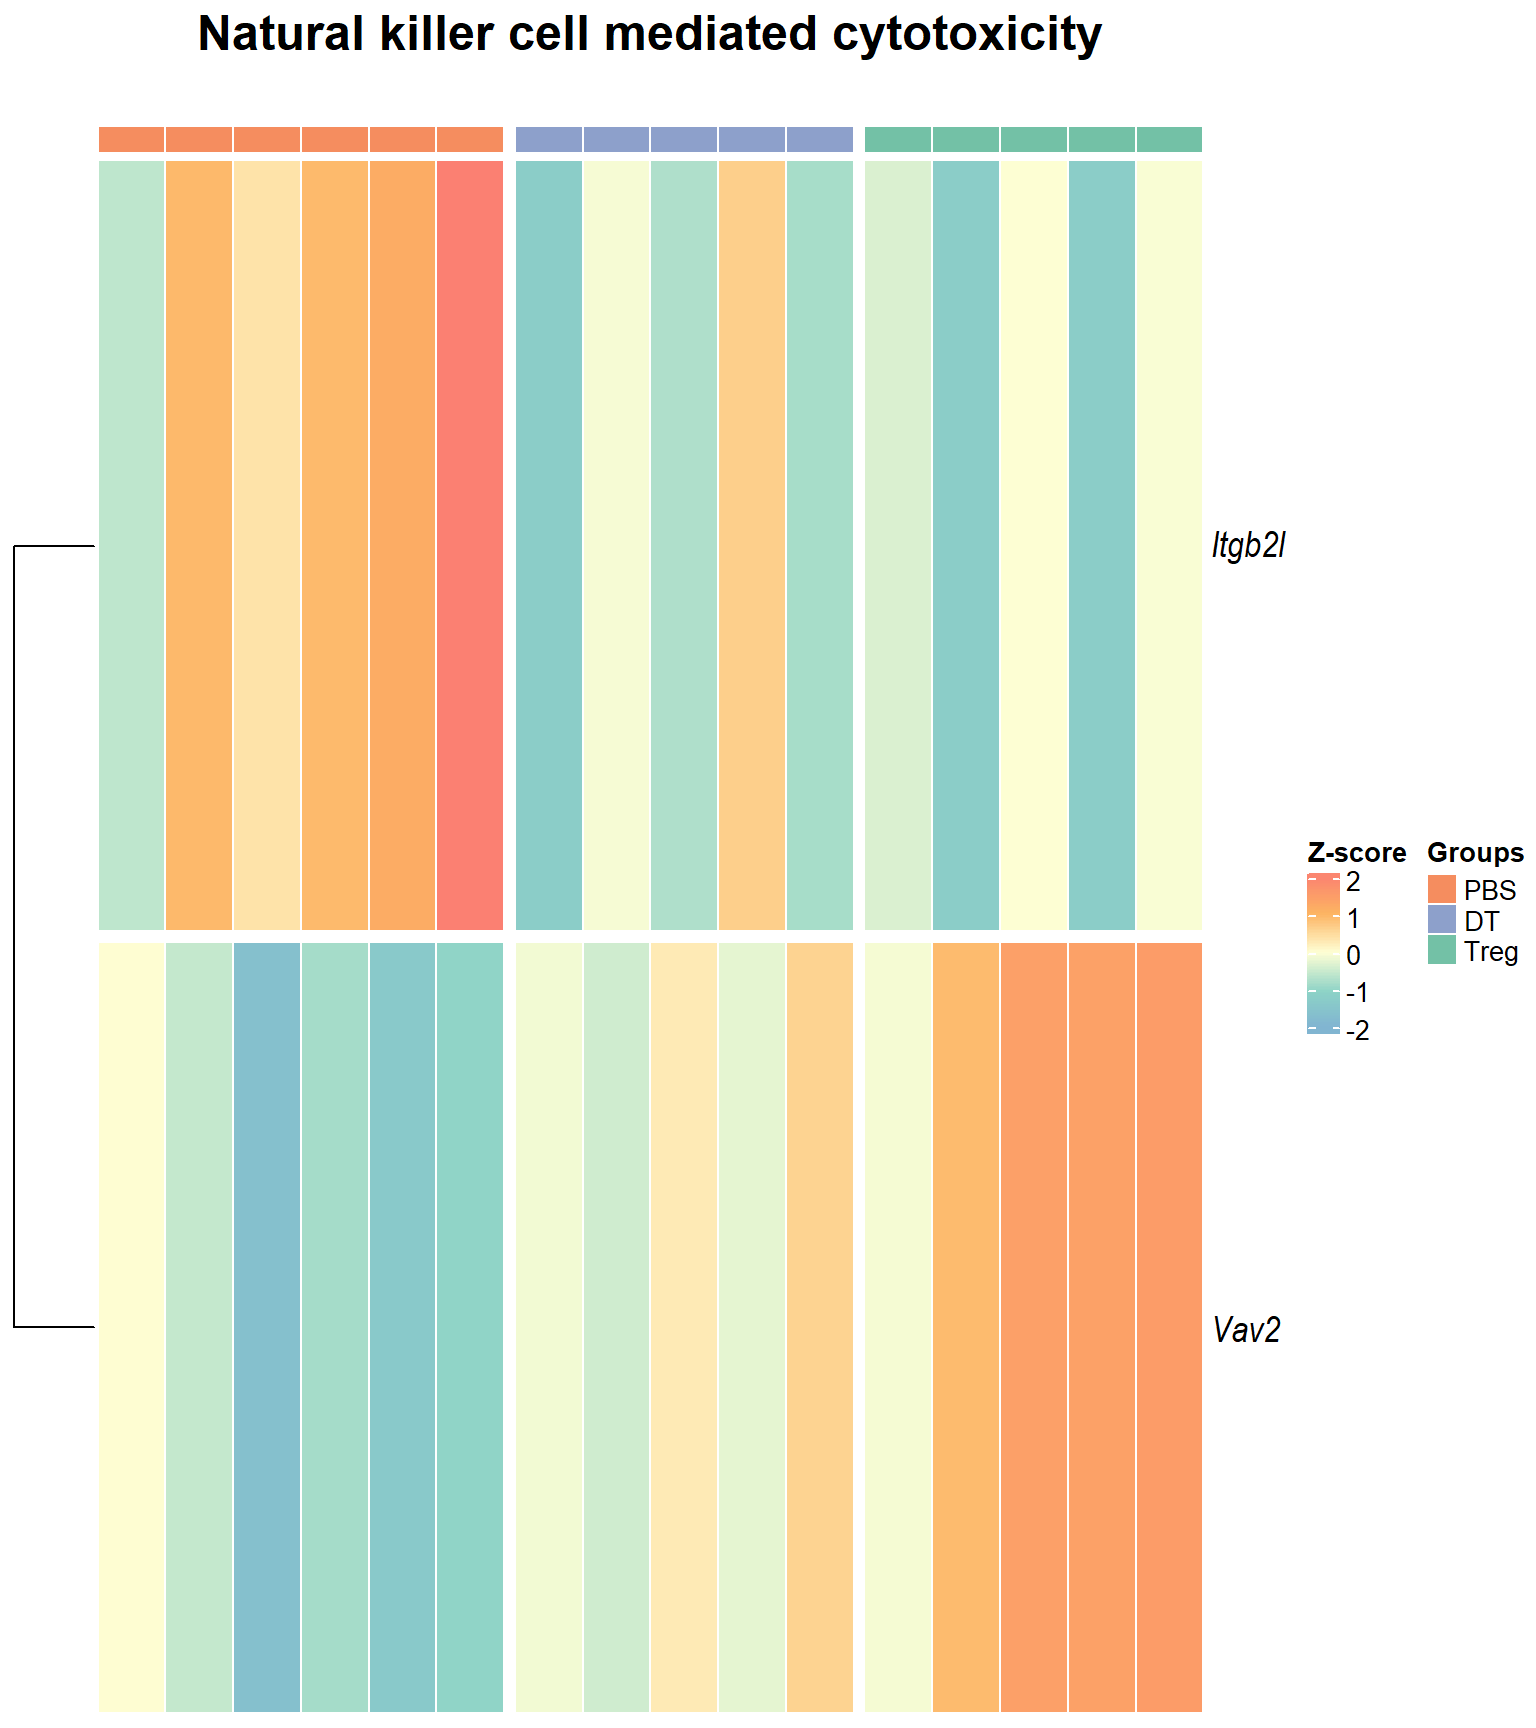 Natural killer cell mediated cytotoxicity
Itgb2l
Vav2
Z-score
2
1
0
-1
-2
Groups
PBS
DT
Treg